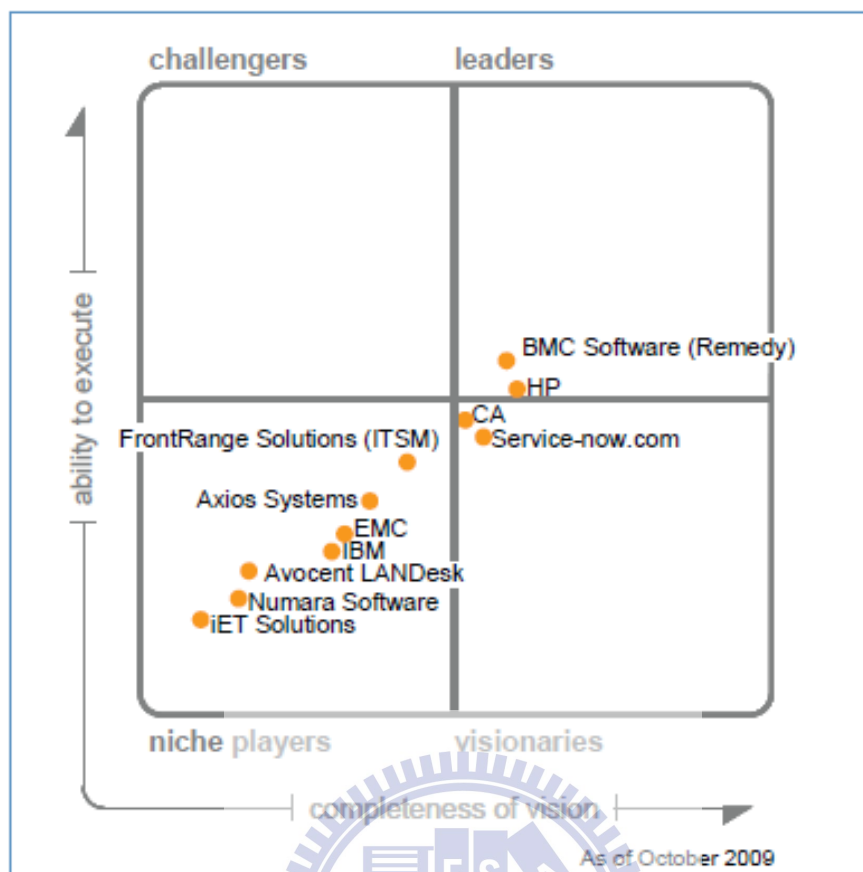 challengers
leaders
ability to execute
BMC Software (Remedy)
HP
CA
FrontRange Solutions (ITSM)
Service-now.com
Axios Systems
EMC
IBM
Avocent LANDesk
Numara Software
iET Solutions
niche players
visionaries
completeness of vision
As of October 2009